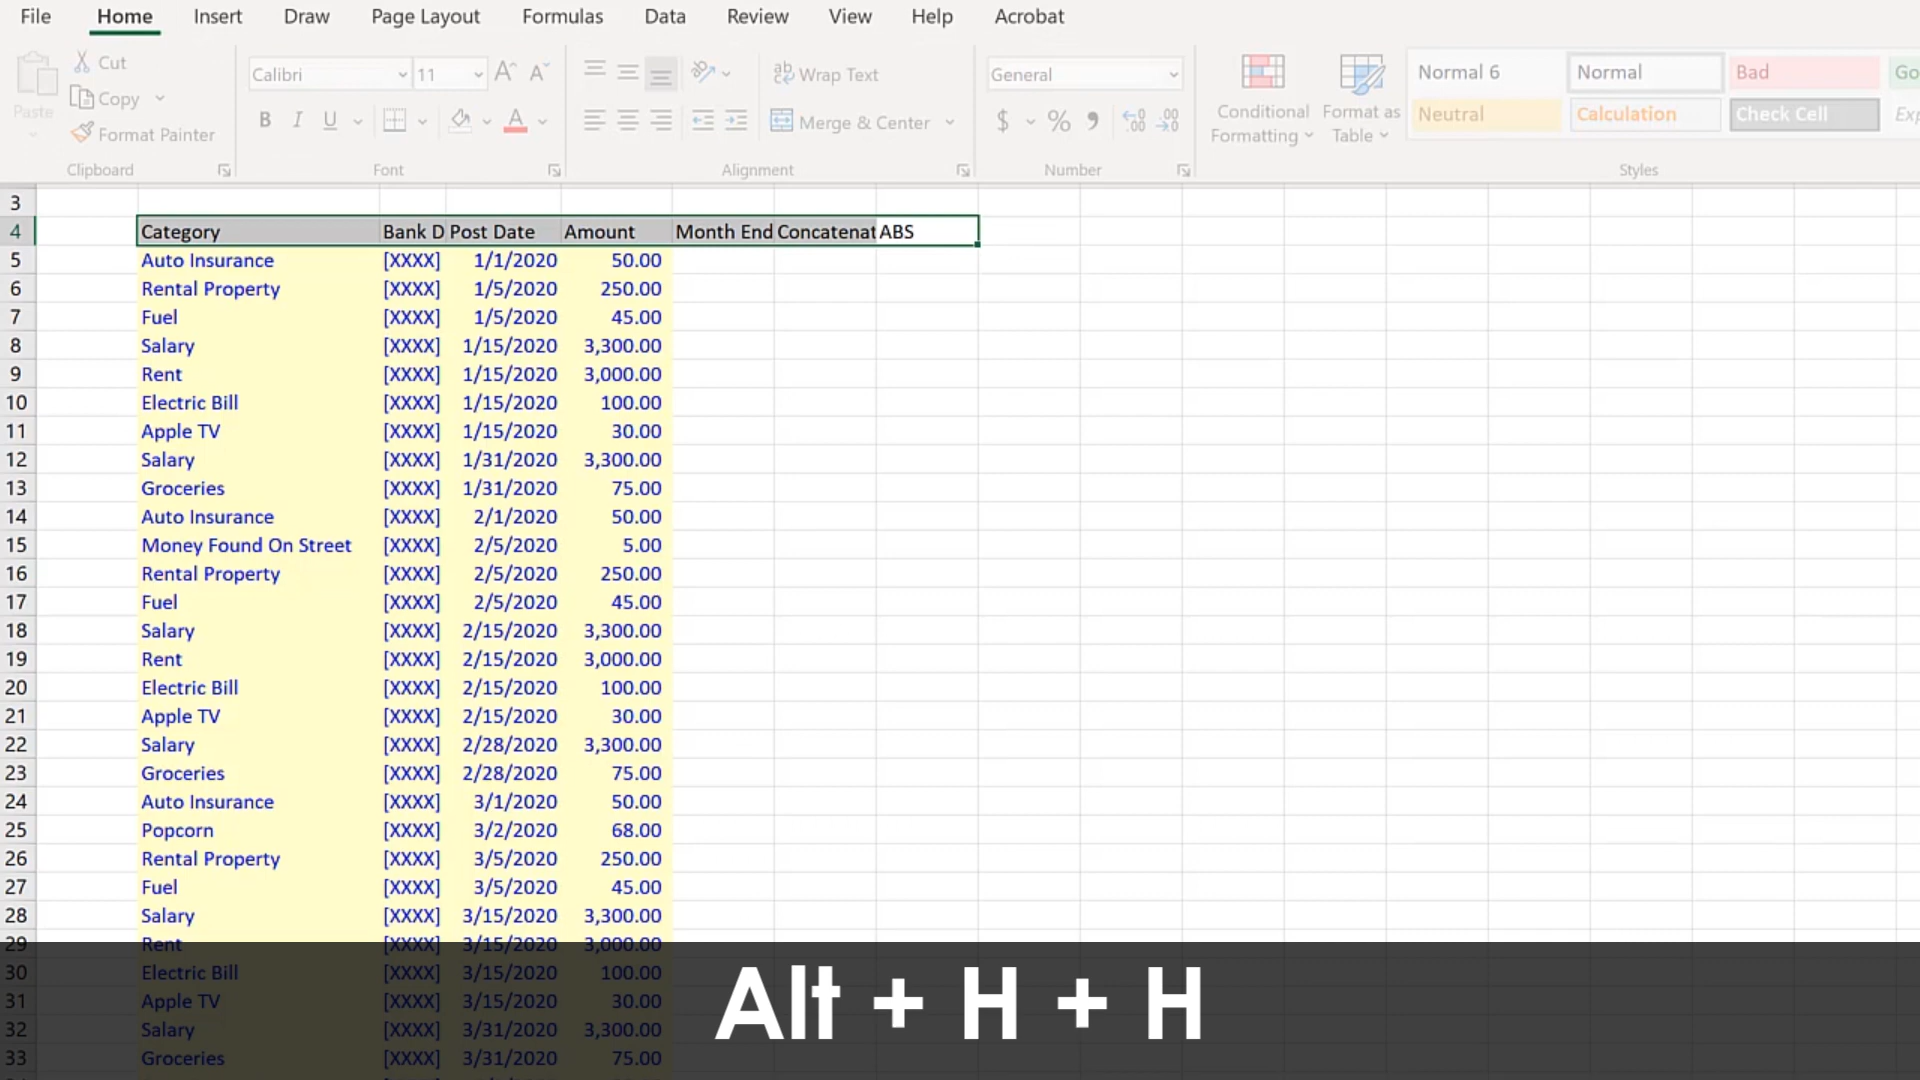 File Home Insert Draw Page Layout Formulas Data Review View Help Acrobat
Paste
Cut
Copy
Format Painter
Clipboard
Calibri 11
B I U
Font
Wrap Text
Merge & Center
Alignment
General
$ % ,
Number
Conditional Formatting
Format as Table
Normal 6 Normal Bad
Neutral Calculation Check Cell
Styles
3
4 Category Bank D Post Date Amount Month End Concatenat ABS
5 Auto Insurance [XXXX] 1/1/2020 50.00
6 Rental Property [XXXX] 1/5/2020 250.00
7 Fuel [XXXX] 1/5/2020 45.00
8 Salary [XXXX] 1/15/2020 3,300.00
9 Rent [XXXX] 1/15/2020 3,000.00
10 Electric Bill [XXXX] 1/15/2020 100.00
11 Apple TV [XXXX] 1/15/2020 30.00
12 Salary [XXXX] 1/31/2020 3,300.00
13 Groceries [XXXX] 1/31/2020 75.00
14 Auto Insurance [XXXX] 2/1/2020 50.00
15 Money Found On Street [XXXX] 2/5/2020 5.00
16 Rental Property [XXXX] 2/5/2020 250.00
17 Fuel [XXXX] 2/5/2020 45.00
18 Salary [XXXX] 2/15/2020 3,300.00
19 Rent [XXXX] 2/15/2020 3,000.00
20 Electric Bill [XXXX] 2/15/2020 100.00
21 Apple TV [XXXX] 2/15/2020 30.00
22 Salary [XXXX] 2/28/2020 3,300.00
23 Groceries [XXXX] 2/28/2020 75.00
24 Auto Insurance [XXXX] 3/1/2020 50.00
25 Popcorn [XXXX] 3/2/2020 68.00
26 Rental Property [XXXX] 3/5/2020 250.00
27 Fuel [XXXX] 3/5/2020 45.00
28 Salary [XXXX] 3/15/2020 3,300.00
29 Rent [XXXX] 3/15/2020 3,000.00
30 Electric Bill [XXXX] 3/15/2020 100.00
31 Apple TV [XXXX] 3/15/2020 30.00
32 Salary [XXXX] 3/31/2020 3,300.00
33 Groceries [XXXX] 3/31/2020 75.00
Alt + H + H